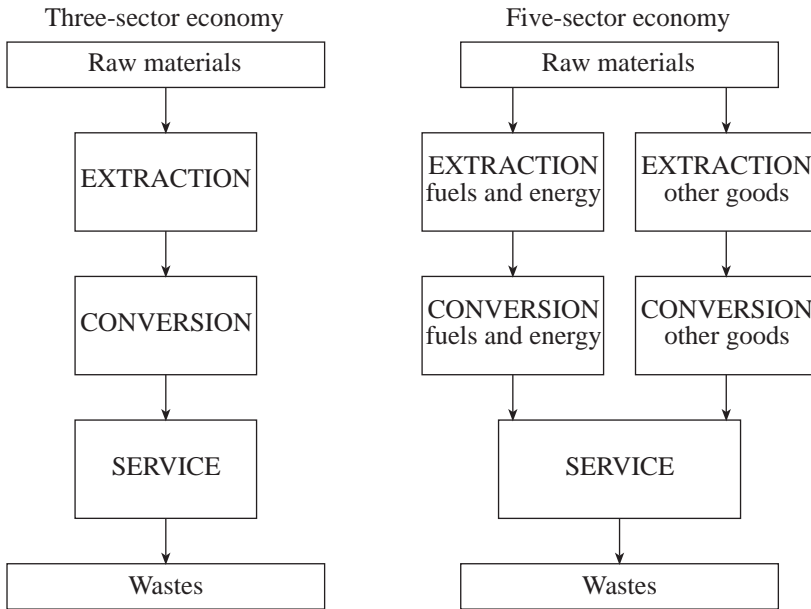 Three-sector economy
Raw materials
EXTRACTION
CONVERSION
SERVICE
Wastes
Five-sector economy
Raw materials
EXTRACTION
fuels and energy
EXTRACTION
other goods
CONVERSION
fuels and energy
CONVERSION
other goods
SERVICE
Wastes